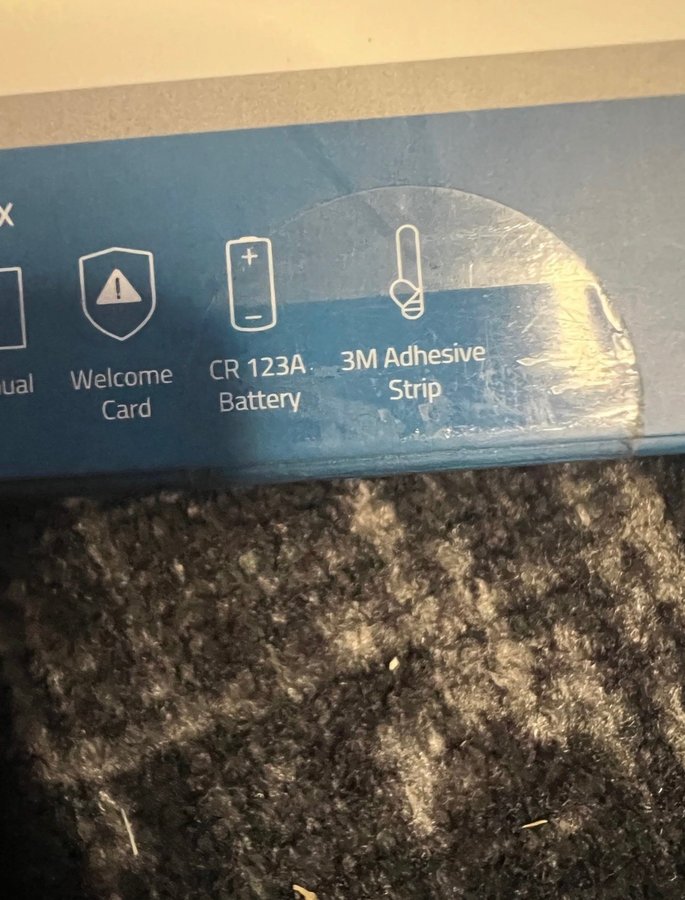 X
ual
Welcome
Card
CR 123A
Battery
3M Adhesive
Strip